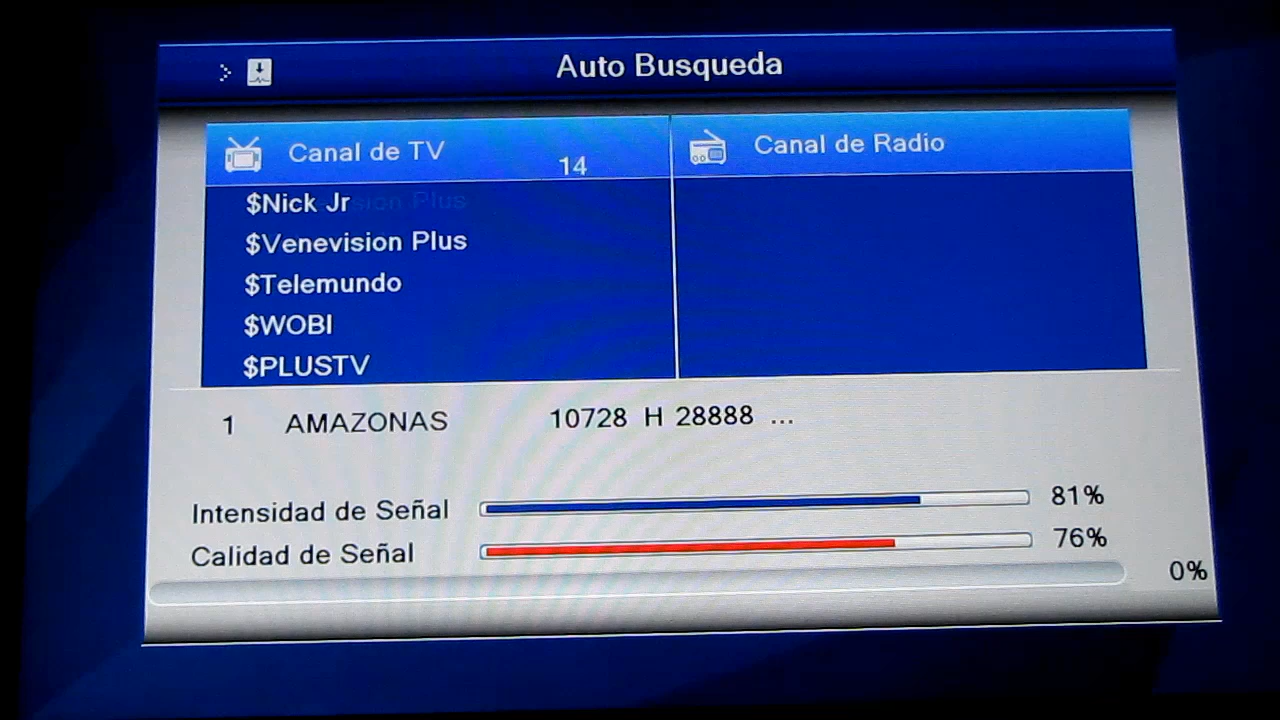 Auto Busqueda
Canal de TV 14
Canal de Radio
$Nick Jr
$Venevision Plus
$Telemundo
$WOBI
$PLUSTV
1 AMAZONAS 10728 H 28888 ...
Intensidad de Señal 81%
Calidad de Señal 76%
0%